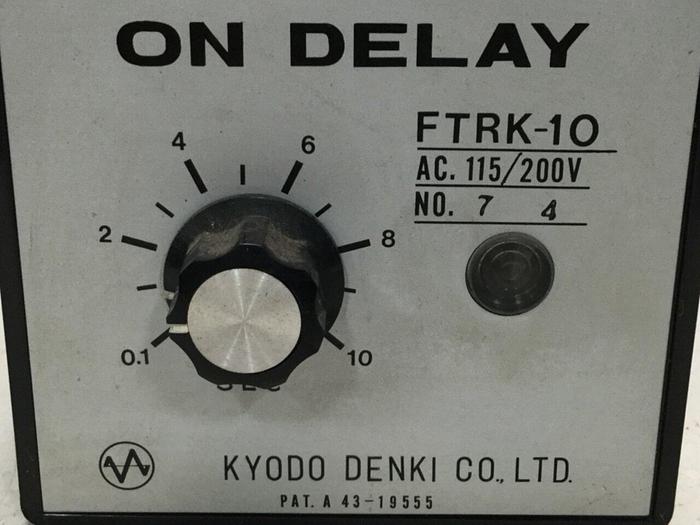 ON DELAY
FTRK-10
AC. 115/200V
NO. 7 4
4
6
2
8
0.1
10
SEC
KYODO DENKI CO., LTD.
PAT. A 43-19555